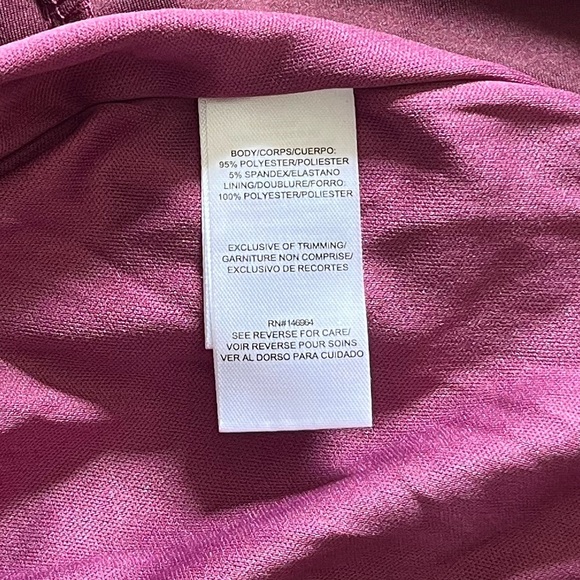 BODY/CORPS/CUERPO:
95% POLYESTER/POLIESTER
5% SPANDEX/ELASTANO
LINING/DOUBLURE/FORRO:
100% POLYESTER/POLIESTER
EXCLUSIVE OF TRIMMING/
GARNITURE NON COMPRISE/
EXCLUSIVO DE RECORTES
RN#146964
SEE REVERSE FOR CARE/
VOIR REVERSE POUR SOINS
VER AL DORSO PARA CUIDADO